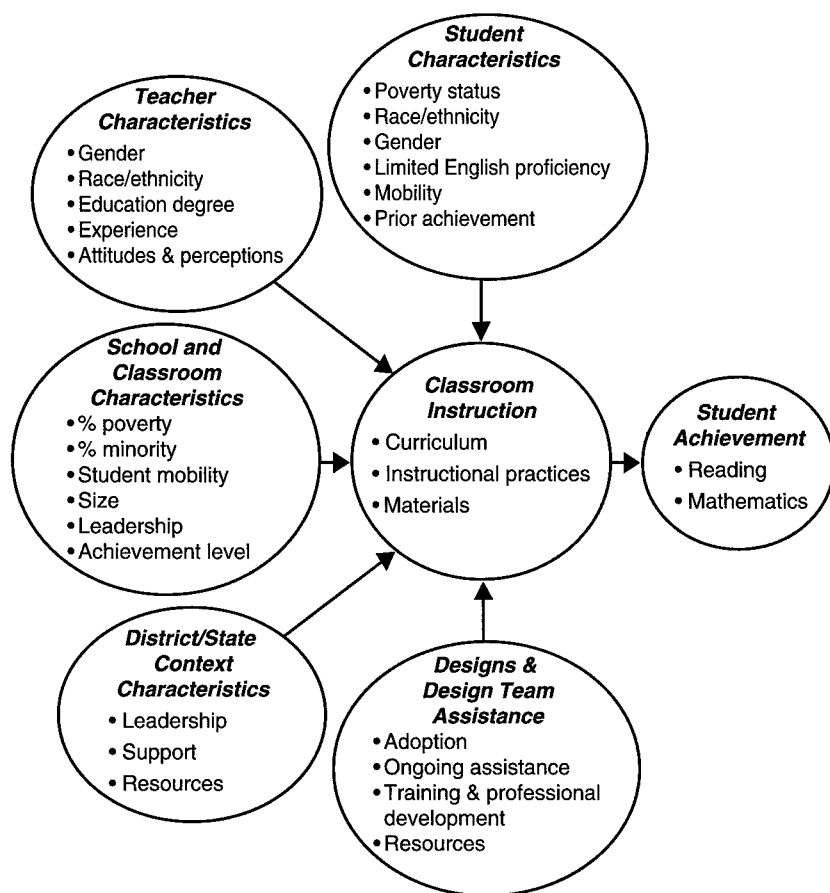 Student
Characteristics
• Poverty status
• Race/ethnicity
• Gender
• Limited English proficiency
• Mobility
• Prior achievement
Teacher
Characteristics
• Gender
• Race/ethnicity
• Education degree
• Experience
• Attitudes & perceptions
School and
Classroom
Characteristics
• % poverty
• % minority
• Student mobility
• Size
• Leadership
• Achievement level
Classroom
Instruction
• Curriculum
• Instructional practices
• Materials
Student
Achievement
• Reading
• Mathematics
District/State
Context
Characteristics
• Leadership
• Support
• Resources
Designs &
Design Team
Assistance
• Adoption
• Ongoing assistance
• Training & professional
development
• Resources